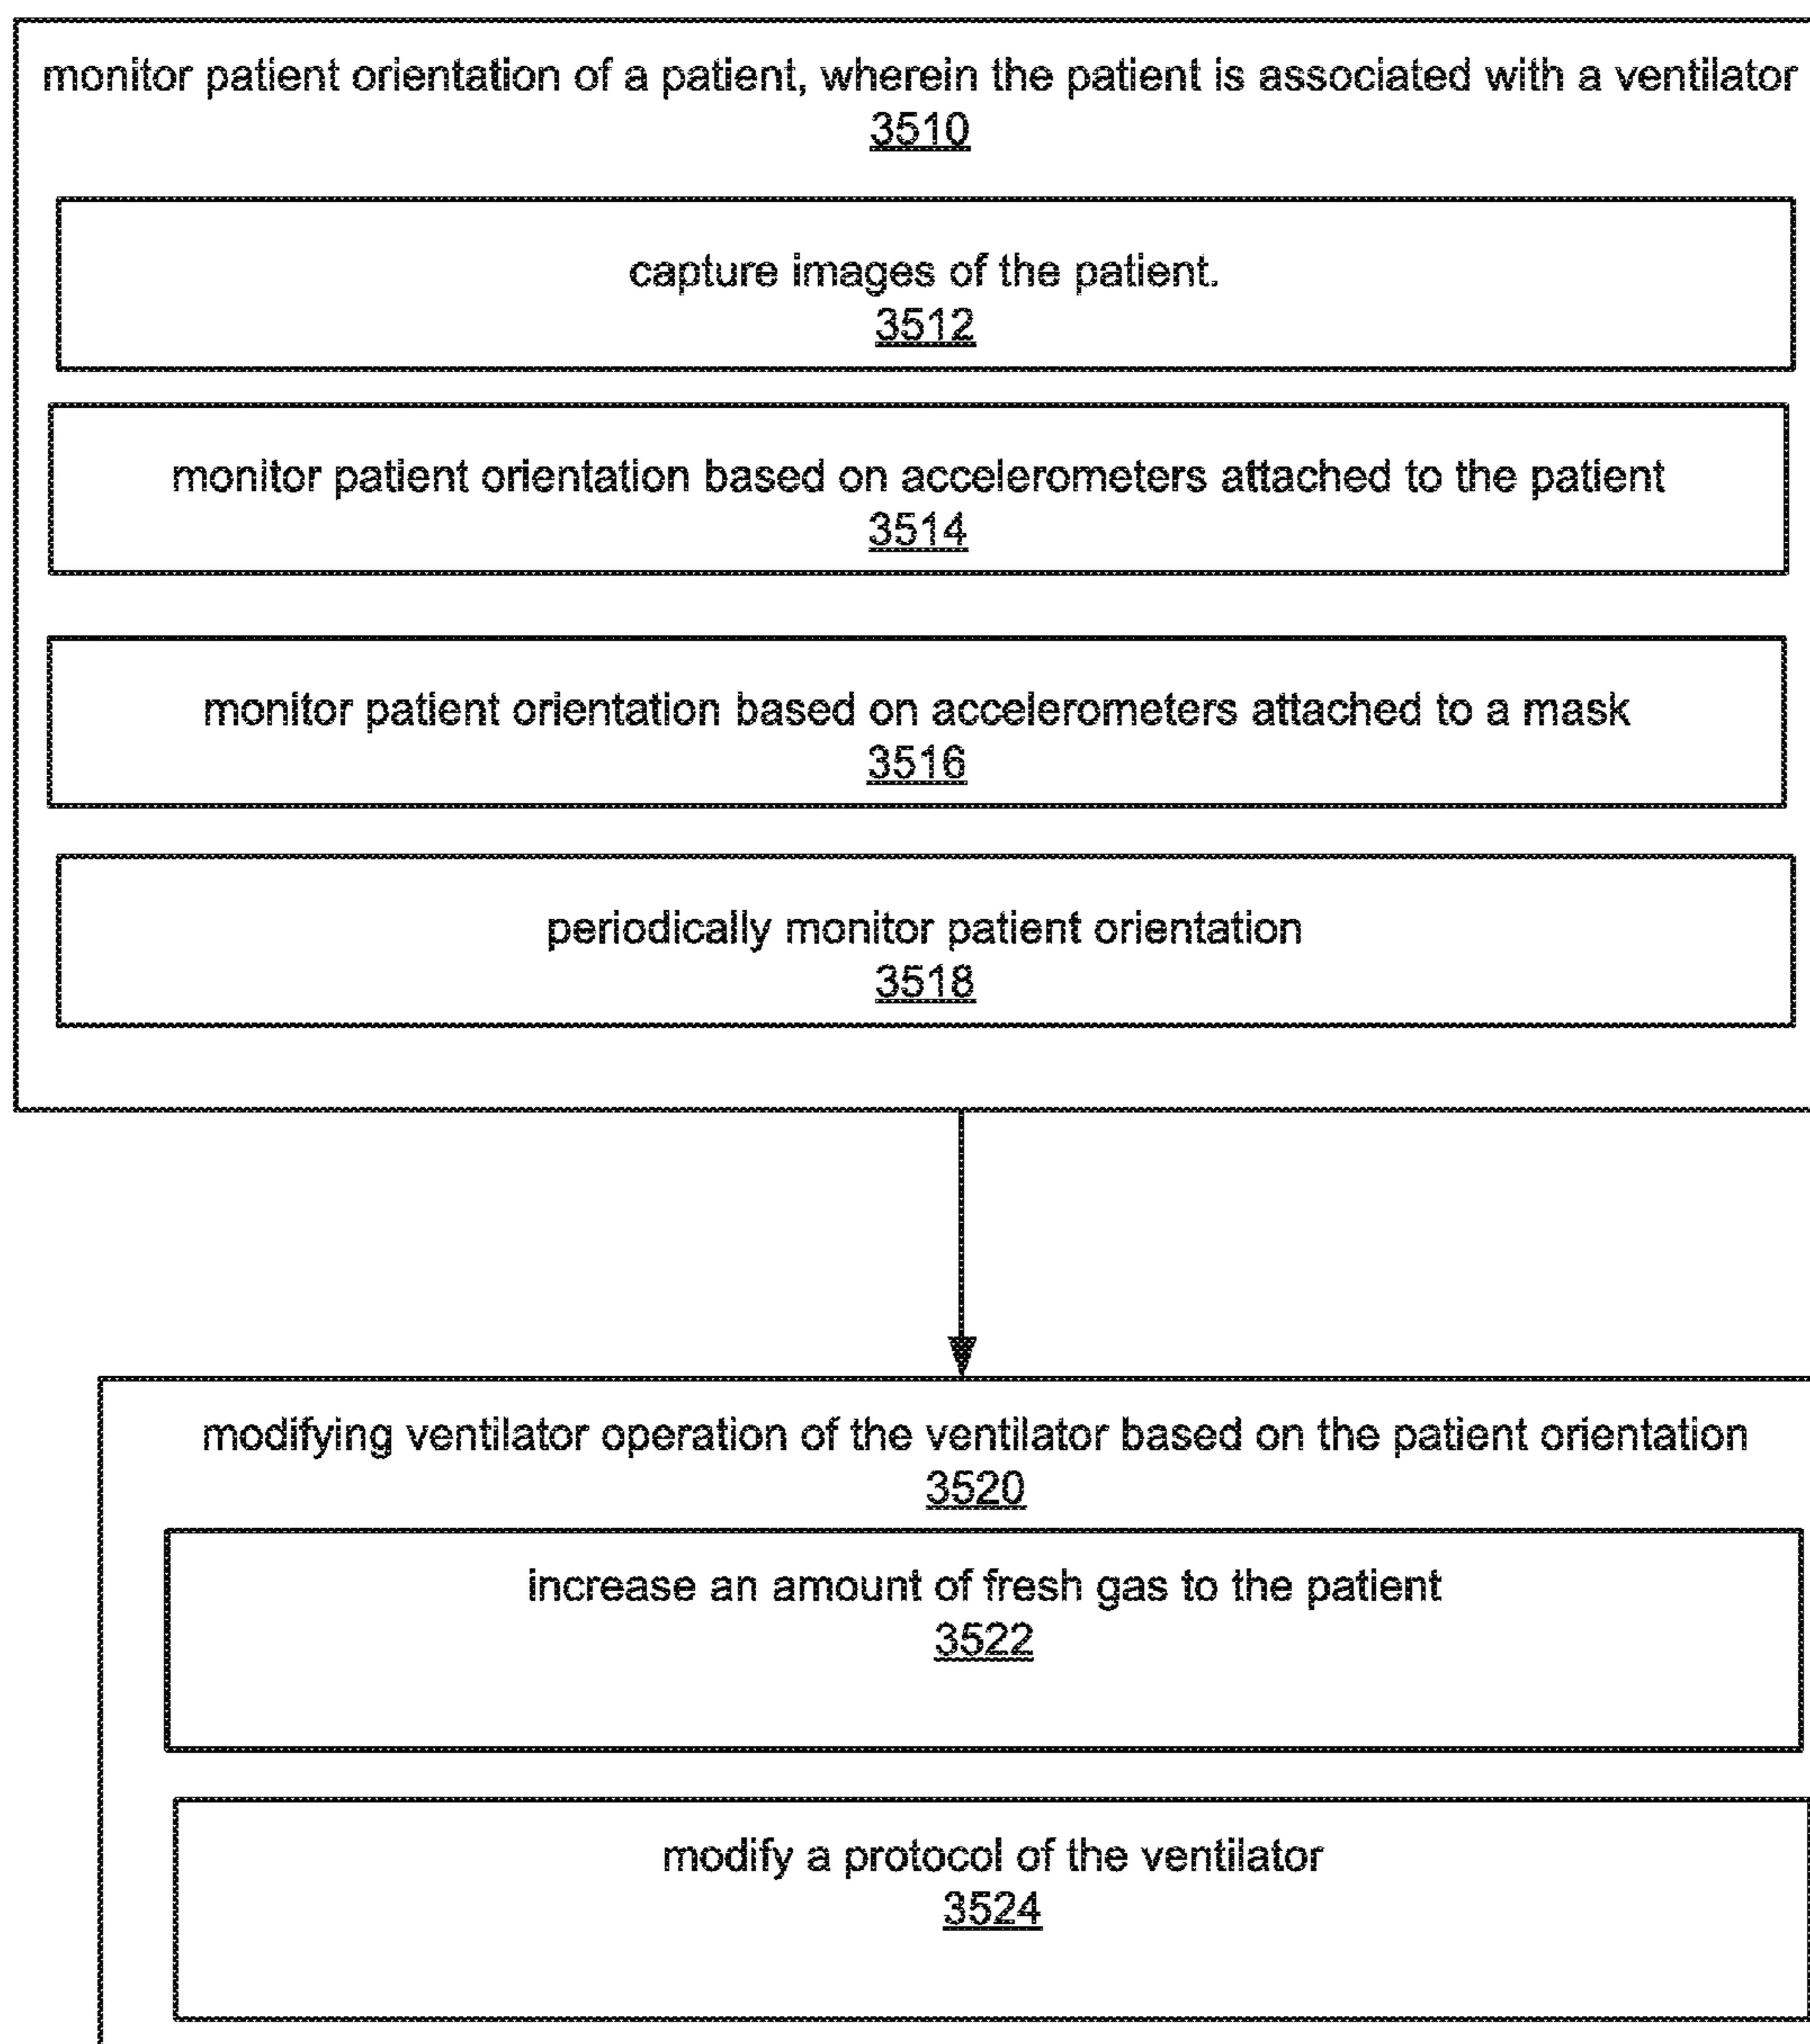 monitor patient orientation of a patient, wherein the patient is associated with a ventilator
3510
capture images of the patient.
3512
monitor patient orientation based on accelerometers attached to the patient
3514
monitor patient orientation based on accelerometers attached to a mask
3516
periodically monitor patient orientation
3518
modifying ventilator operation of the ventilator based on the patient orientation
3520
increase an amount of fresh gas to the patient
3522
modify a protocol of the ventilator
3524